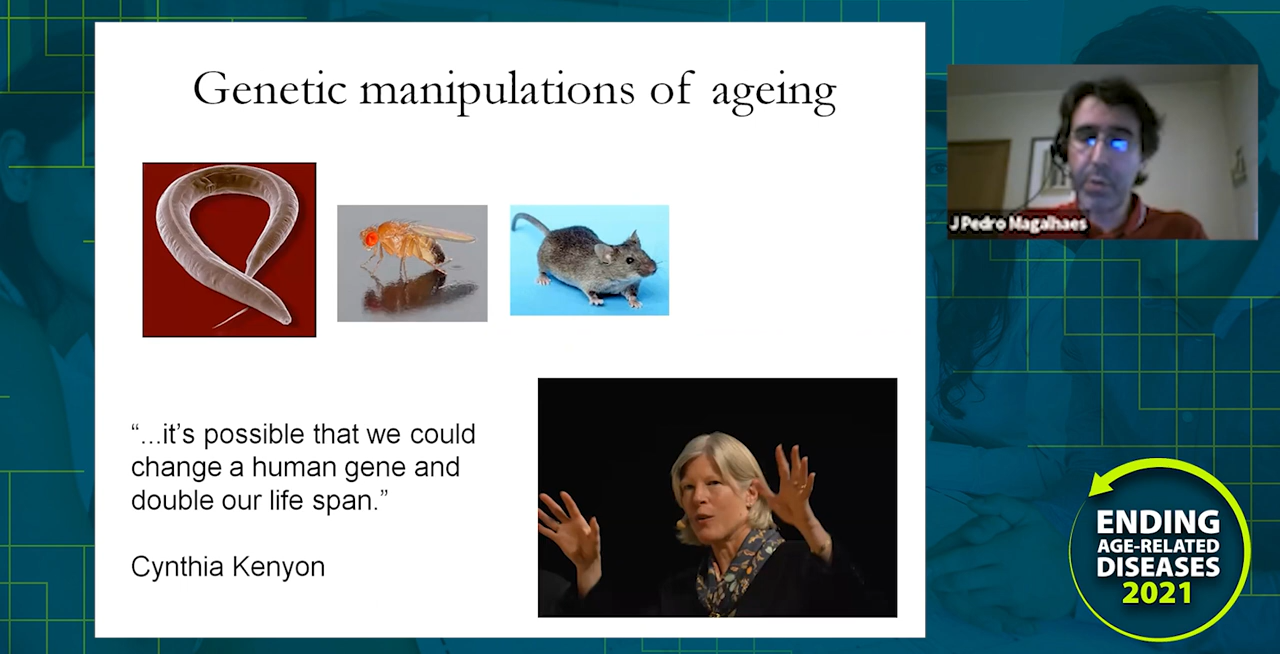 Genetic manipulations of ageing
J Pedro Magalhaes
“...it’s possible that we could
change a human gene and
double our life span.”
Cynthia Kenyon
ENDING
AGE-RELATED
DISEASES
2021